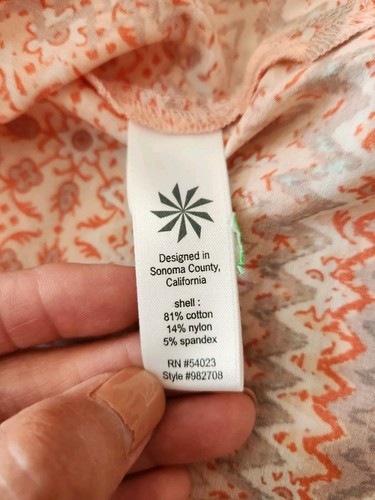 Designed in
Sonoma County,
California
shell :
81% cotton
14% nylon
5% spandex
RN #54023
Style #982708